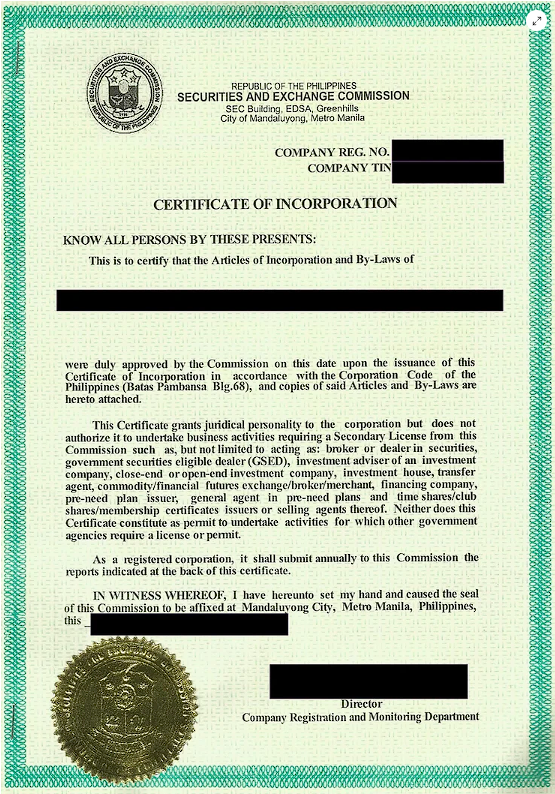 SECURITIES AND EXCHANGE COMMISSION
REPUBLIC OF THE PHILIPPINES
REPUBLIC OF THE PHILIPPINES
SECURITIES AND EXCHANGE COMMISSION
SEC Building, EDSA, Greenhills
City of Mandaluyong, Metro Manila
COMPANY REG. NO.
COMPANY TIN
CERTIFICATE OF INCORPORATION
KNOW ALL PERSONS BY THESE PRESENTS:
This is to certify that the Articles of Incorporation and By-Laws of
were duly approved by the Commission on this date upon the issuance of this
Certificate of Incorporation in accordance with the Corporation Code of the
Philippines (Batas Pambansa Blg.68), and copies of said Articles and By-Laws are
hereto attached.
This Certificate grants juridical personality to the corporation but does not
authorize it to undertake business activities requiring a Secondary License from this
Commission such as, but not limited to acting as: broker or dealer in securities,
government securities eligible dealer (GSED), investment adviser of an investment
company, close-end or open-end investment company, investment house, transfer
agent, commodity/financial futures exchange/broker/merchant, financing company,
pre-need plan issuer, general agent in pre-need plans and time shares/club
shares/membership certificates issuers or selling agents thereof. Neither does this
Certificate constitute as permit to undertake activities for which other government
agencies require a license or permit.
As a registered corporation, it shall submit annually to this Commission the
reports indicated at the back of this certificate.
IN WITNESS WHEREOF, I have hereunto set my hand and caused the seal
of this Commission to be affixed at Mandaluyong City, Metro Manila, Philippines,
this _
Director
Company Registration and Monitoring Department